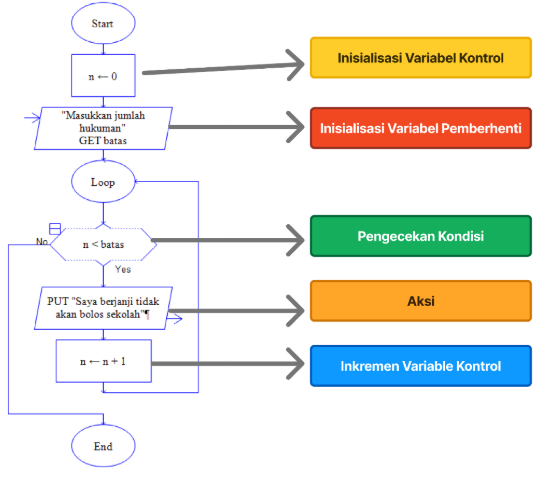 Start
n ← 0
Inisialisasi Variabel Kontrol
"Masukkan jumlah
hukuman"
GET batas
Inisialisasi Variabel Pemberhenti
Loop
No
n < batas
Pengecekan Kondisi
Yes
PUT "Saya berjanji tidak
akan bolos sekolah"¶
Aksi
n ← n + 1
Inkremen Variable Kontrol
End